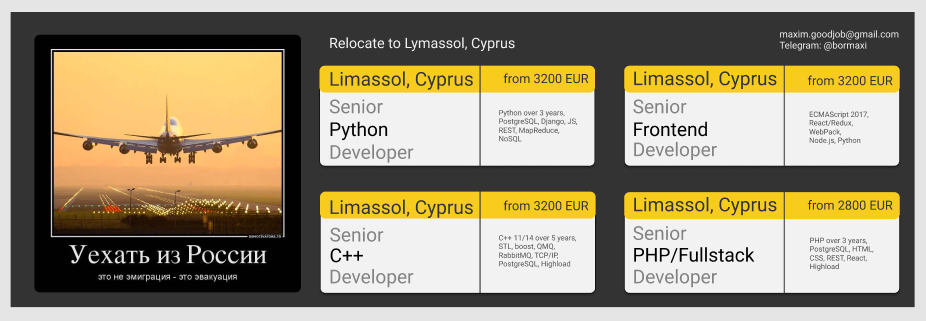 Уехать из России
это не эмиграция - это эвакуация
Relocate to Lymassol, Cyprus
maxim.goodjob@gmail.com
Telegram: @bormaxi
Limassol, Cyprus
from 3200 EUR
Senior
Python
Developer
Python over 3 years,
PostgreSQL, Django, JS,
REST, MapReduce,
NoSQL
Limassol, Cyprus
from 3200 EUR
Senior
Frontend
Developer
ECMAScript 2017,
React/Redux,
WebPack,
Node.js, Python
Limassol, Cyprus
from 3200 EUR
Senior
C++
Developer
C++ 11/14 over 5 years,
STL, boost, QMQ,
RabbitMQ, TCP/IP,
PostgreSQL, Highload
Limassol, Cyprus
from 2800 EUR
Senior
PHP/Fullstack
Developer
PHP over 3 years,
PostgreSQL, HTML,
CSS, REST, React,
Highload